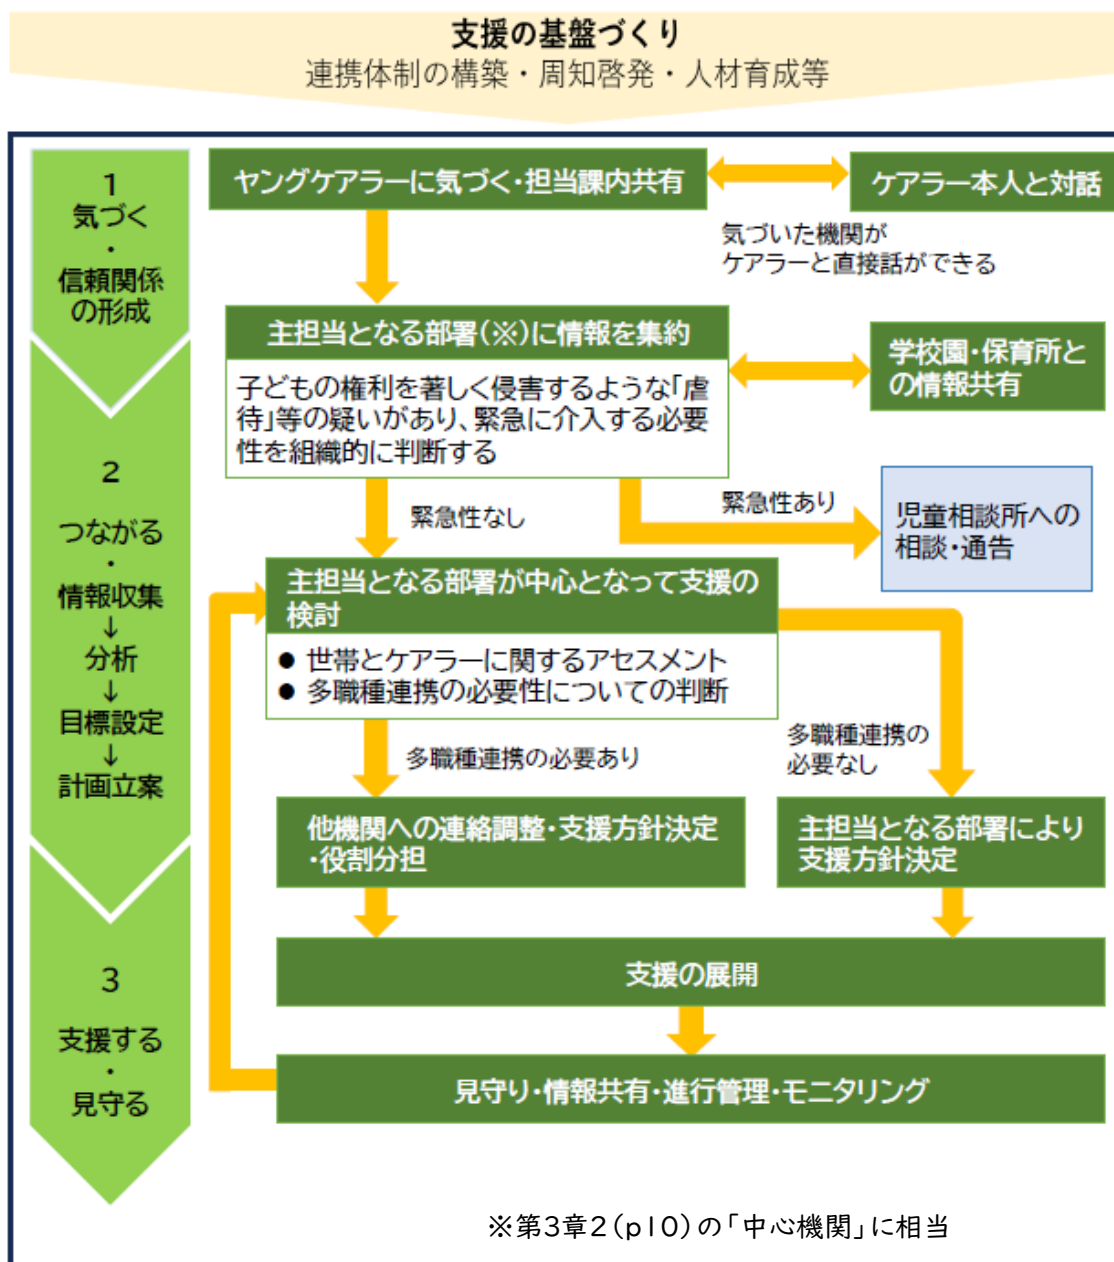 支援の基盤づくり
連携体制の構築・周知啓発・人材育成等
1
気づく
・
信頼関係
の形成
ヤングケアラーに気づく・担当課内共有
ケアラー本人と対話
気づいた機関が
ケアラーと直接話ができる
主担当となる部署(※)に情報を集約
子どもの権利を著しく侵害するような「虐
待」等の疑いがあり、緊急に介入する必要
性を組織的に判断する
学校園・保育所と
の情報共有
2
つながる
・
情報収集
↓
分析
↓
目標設定
↓
計画立案
緊急性なし
緊急性あり
児童相談所への
相談・通告
主担当となる部署が中心となって支援の
検討
● 世帯とケアラーに関するアセスメント
● 多職種連携の必要性についての判断
多職種連携の必要あり
多職種連携の
必要なし
他機関への連絡調整・支援方針決定
・役割分担
主担当となる部署により
支援方針決定
3
支援する
・
見守る
支援の展開
見守り・情報共有・進行管理・モニタリング
※第3章2(p10)の「中心機関」に相当